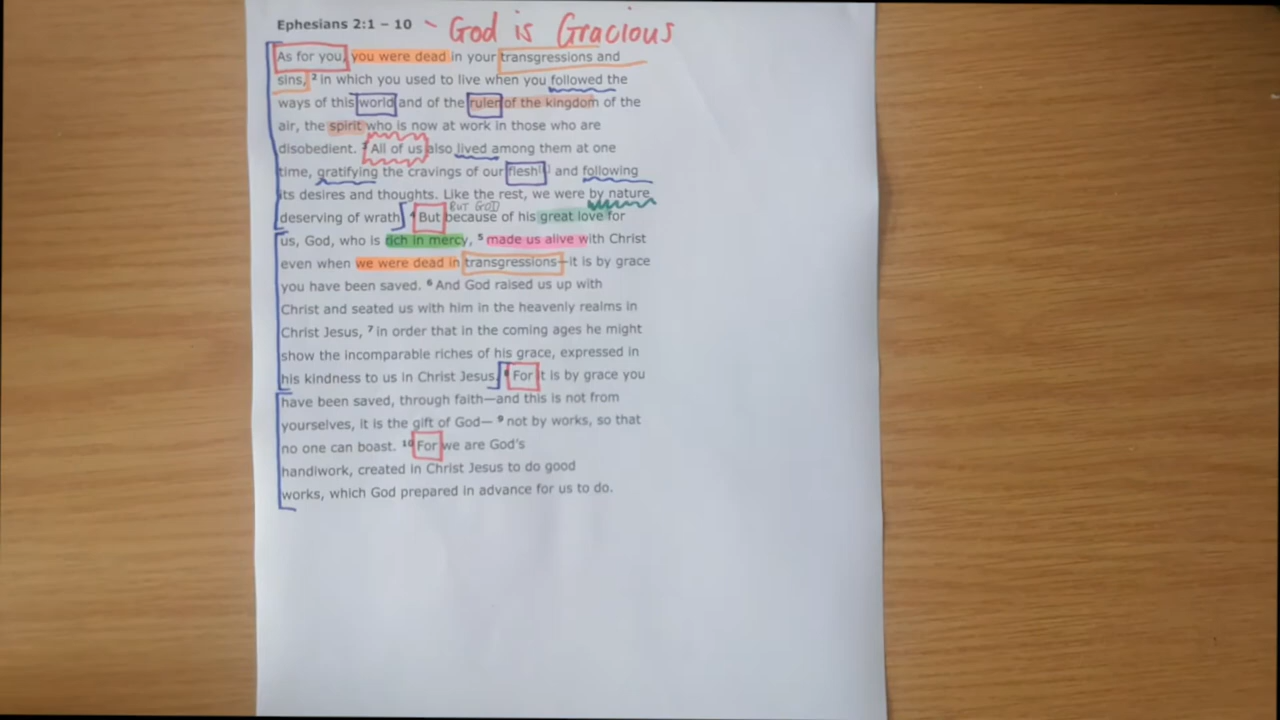 Ephesians 2:1 – 10 ~ God is Gracious
As for you, you were dead in your transgressions and
sins, ² in which you used to live when you followed the
ways of this world and of the ruler of the kingdom of the
air, the spirit who is now at work in those who are
disobedient. ³ All of us also lived among them at one
time, gratifying the cravings of our flesh and following
its desires and thoughts. Like the rest, we were by nature
BUT GOD
deserving of wrath. ⁴ But because of his great love for
us, God, who is rich in mercy, ⁵ made us alive with Christ
even when we were dead in transgressions—it is by grace
you have been saved. ⁶ And God raised us up with
Christ and seated us with him in the heavenly realms in
Christ Jesus, ⁷ in order that in the coming ages he might
show the incomparable riches of his grace, expressed in
his kindness to us in Christ Jesus. ⁸ For it is by grace you
have been saved, through faith—and this is not from
yourselves, it is the gift of God— ⁹ not by works, so that
no one can boast. ¹⁰ For we are God's
handiwork, created in Christ Jesus to do good
works, which God prepared in advance for us to do.